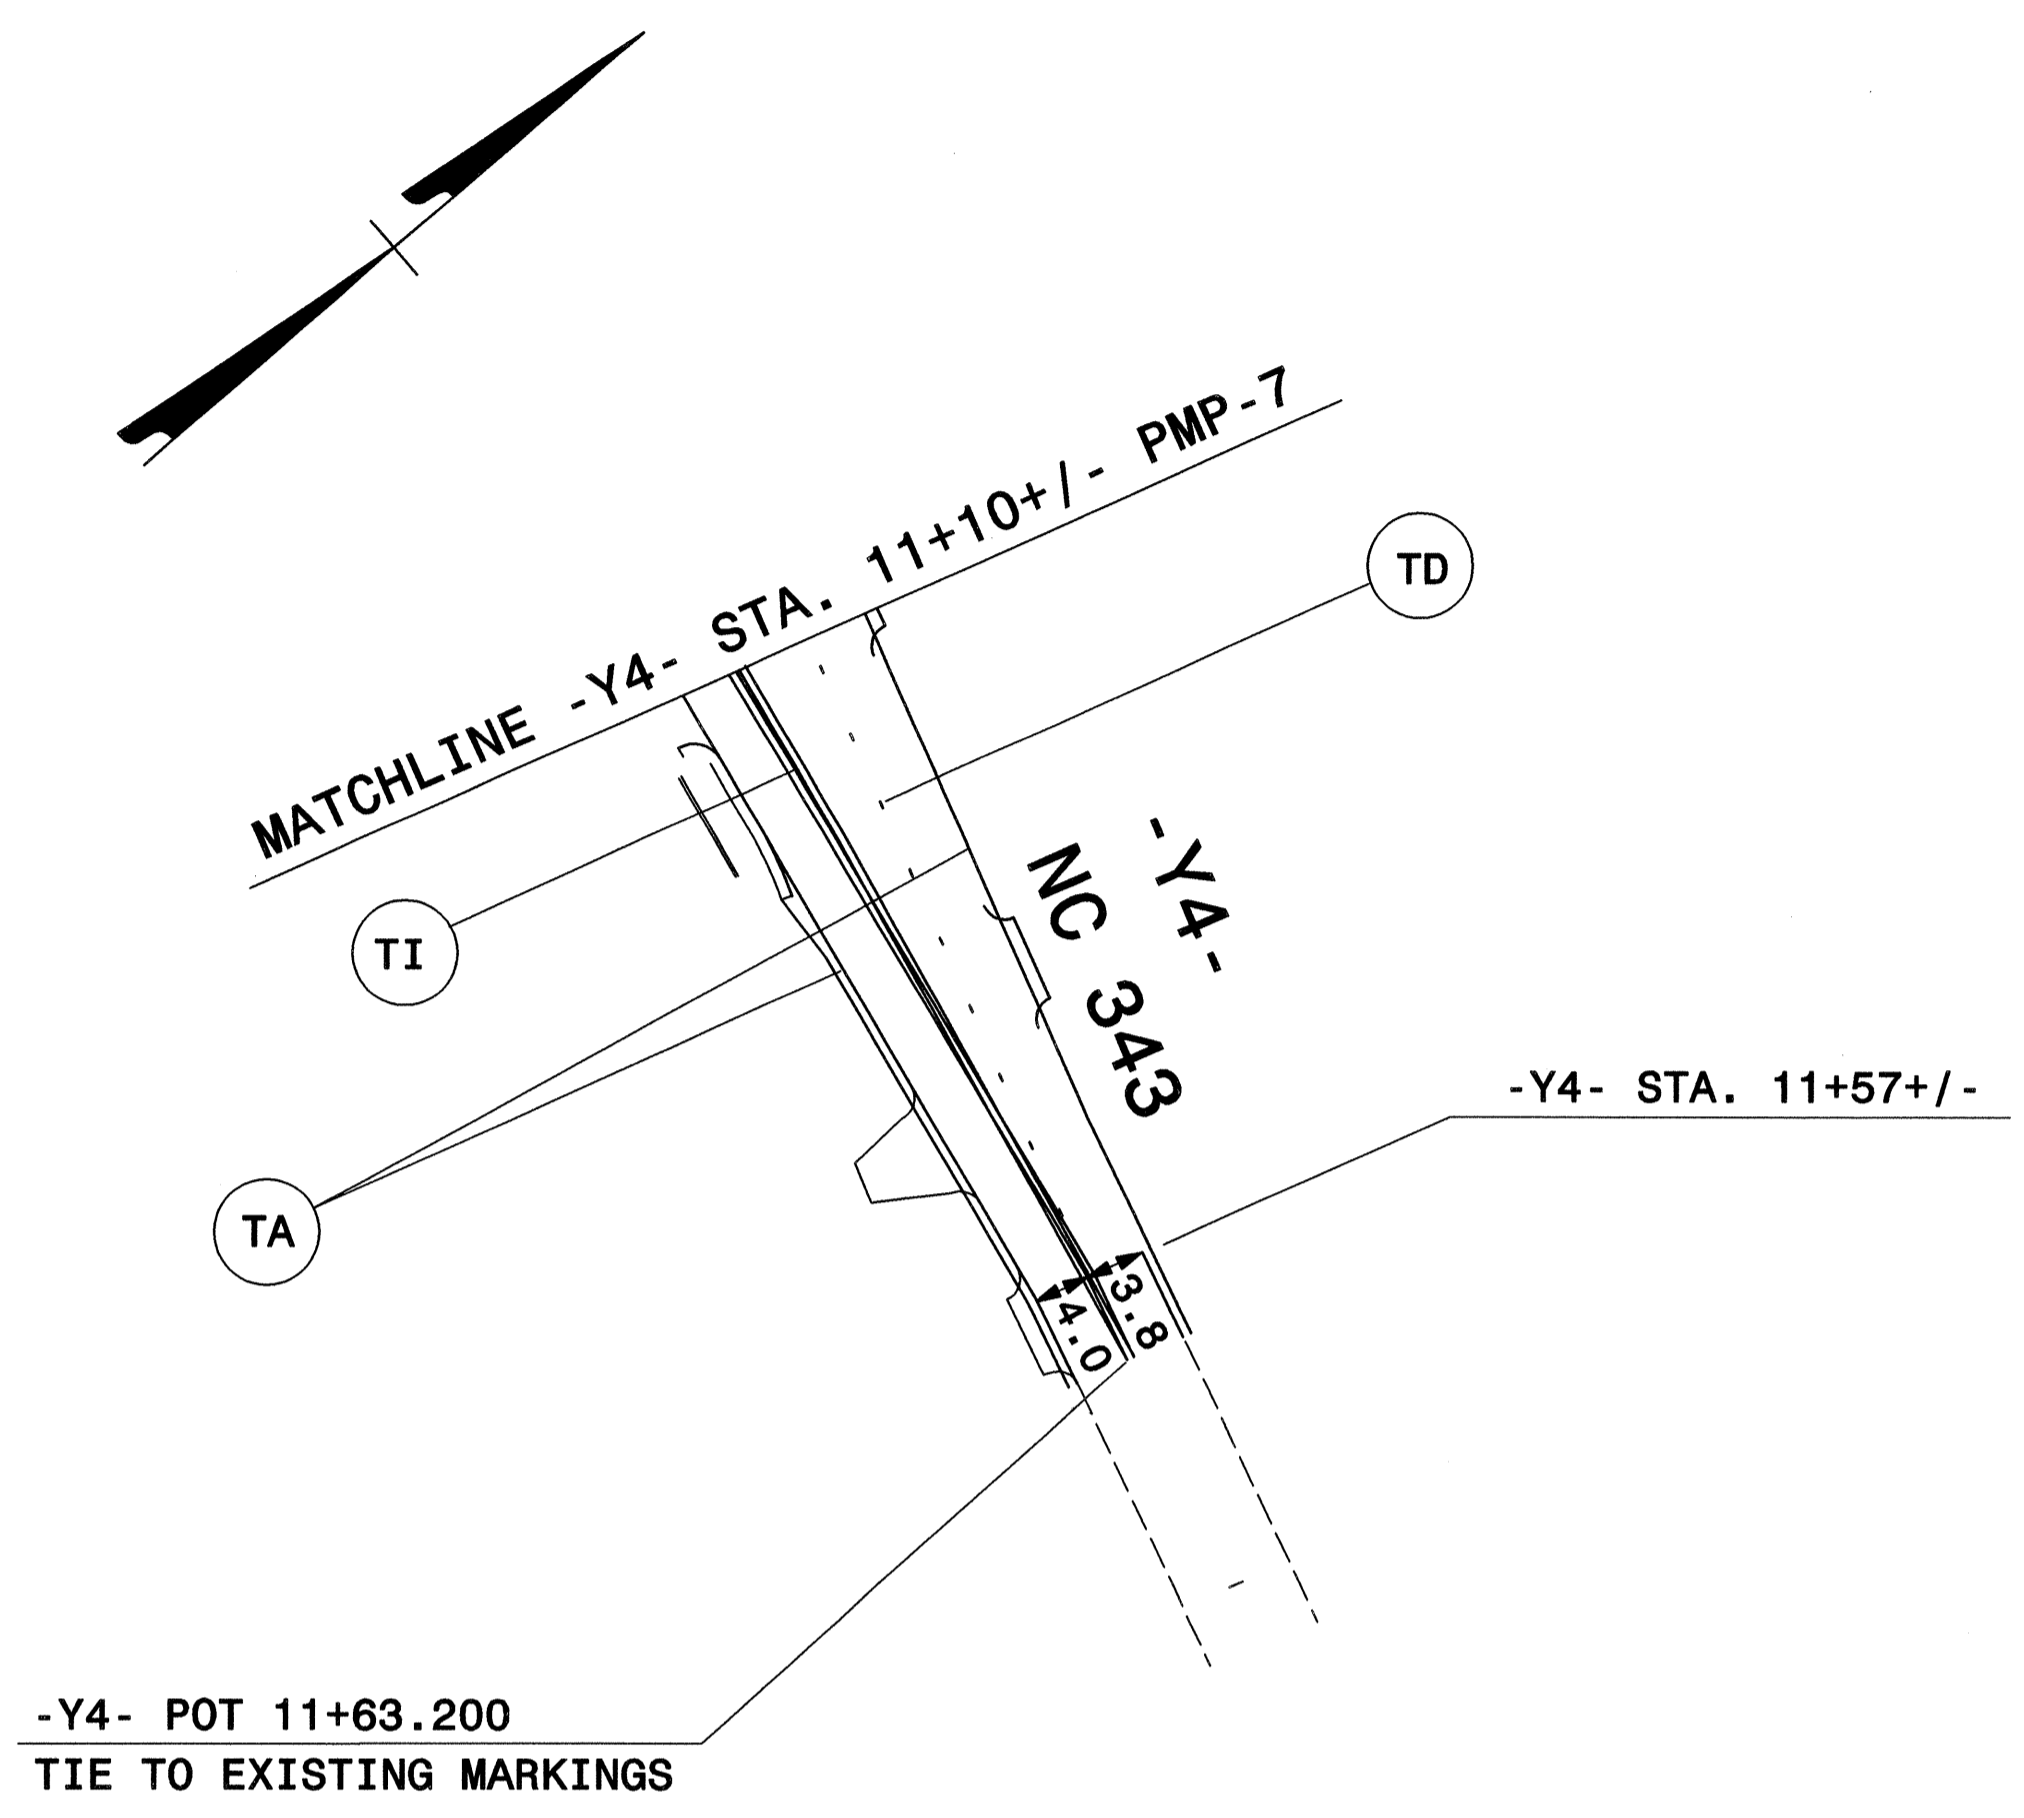 MATCHLINE -Y4- STA. 11+10+/- PMP-7
TD
TI
-Y4-
NC 343
-Y4- STA. 11+57+/-
TA
3.8
4.0
-Y4- POT 11+63.200
TIE TO EXISTING MARKINGS